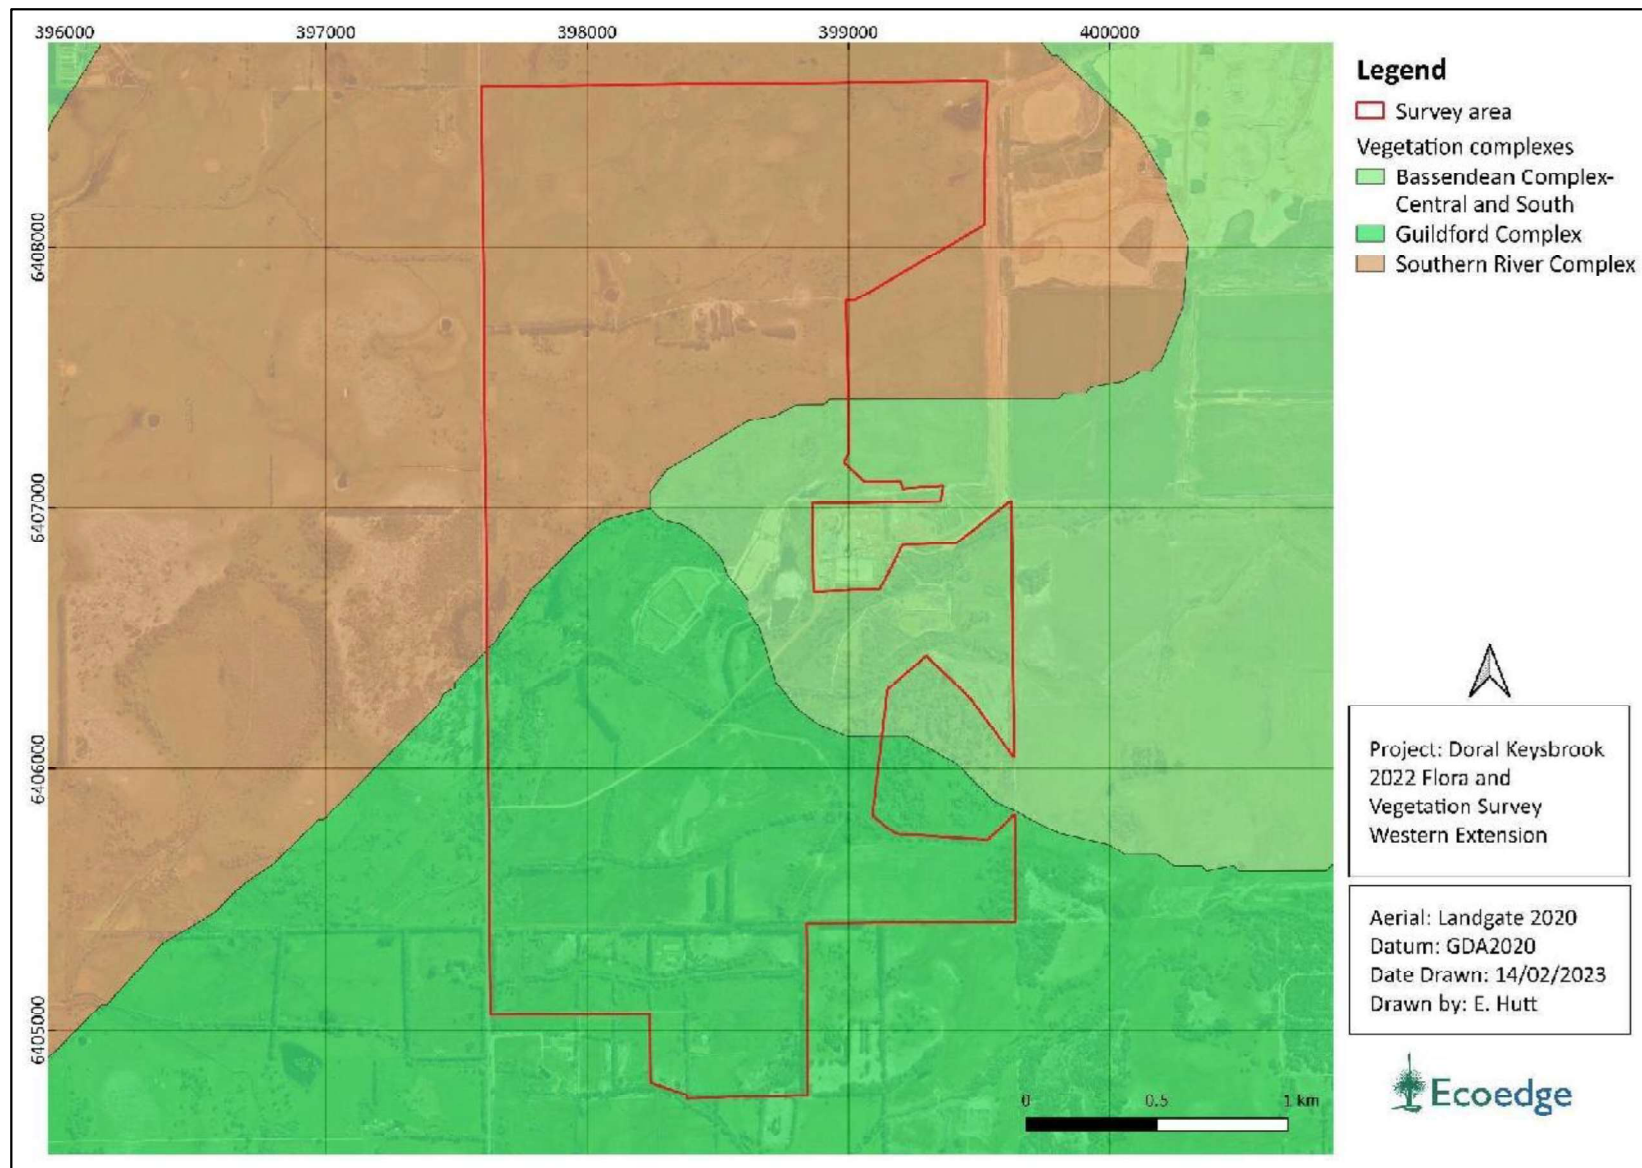 396000 397000 398000 399000 400000
6408000
6407000
6406000
6405000
Legend
Survey area
Vegetation complexes
Bassendean Complex-
Central and South
Guildford Complex
Southern River Complex
Project: Doral Keysbrook
2022 Flora and
Vegetation Survey
Western Extension
Aerial: Landgate 2020
Datum: GDA2020
Date Drawn: 14/02/2023
Drawn by: E. Hutt
0 0.5 1 km
Ecoedge